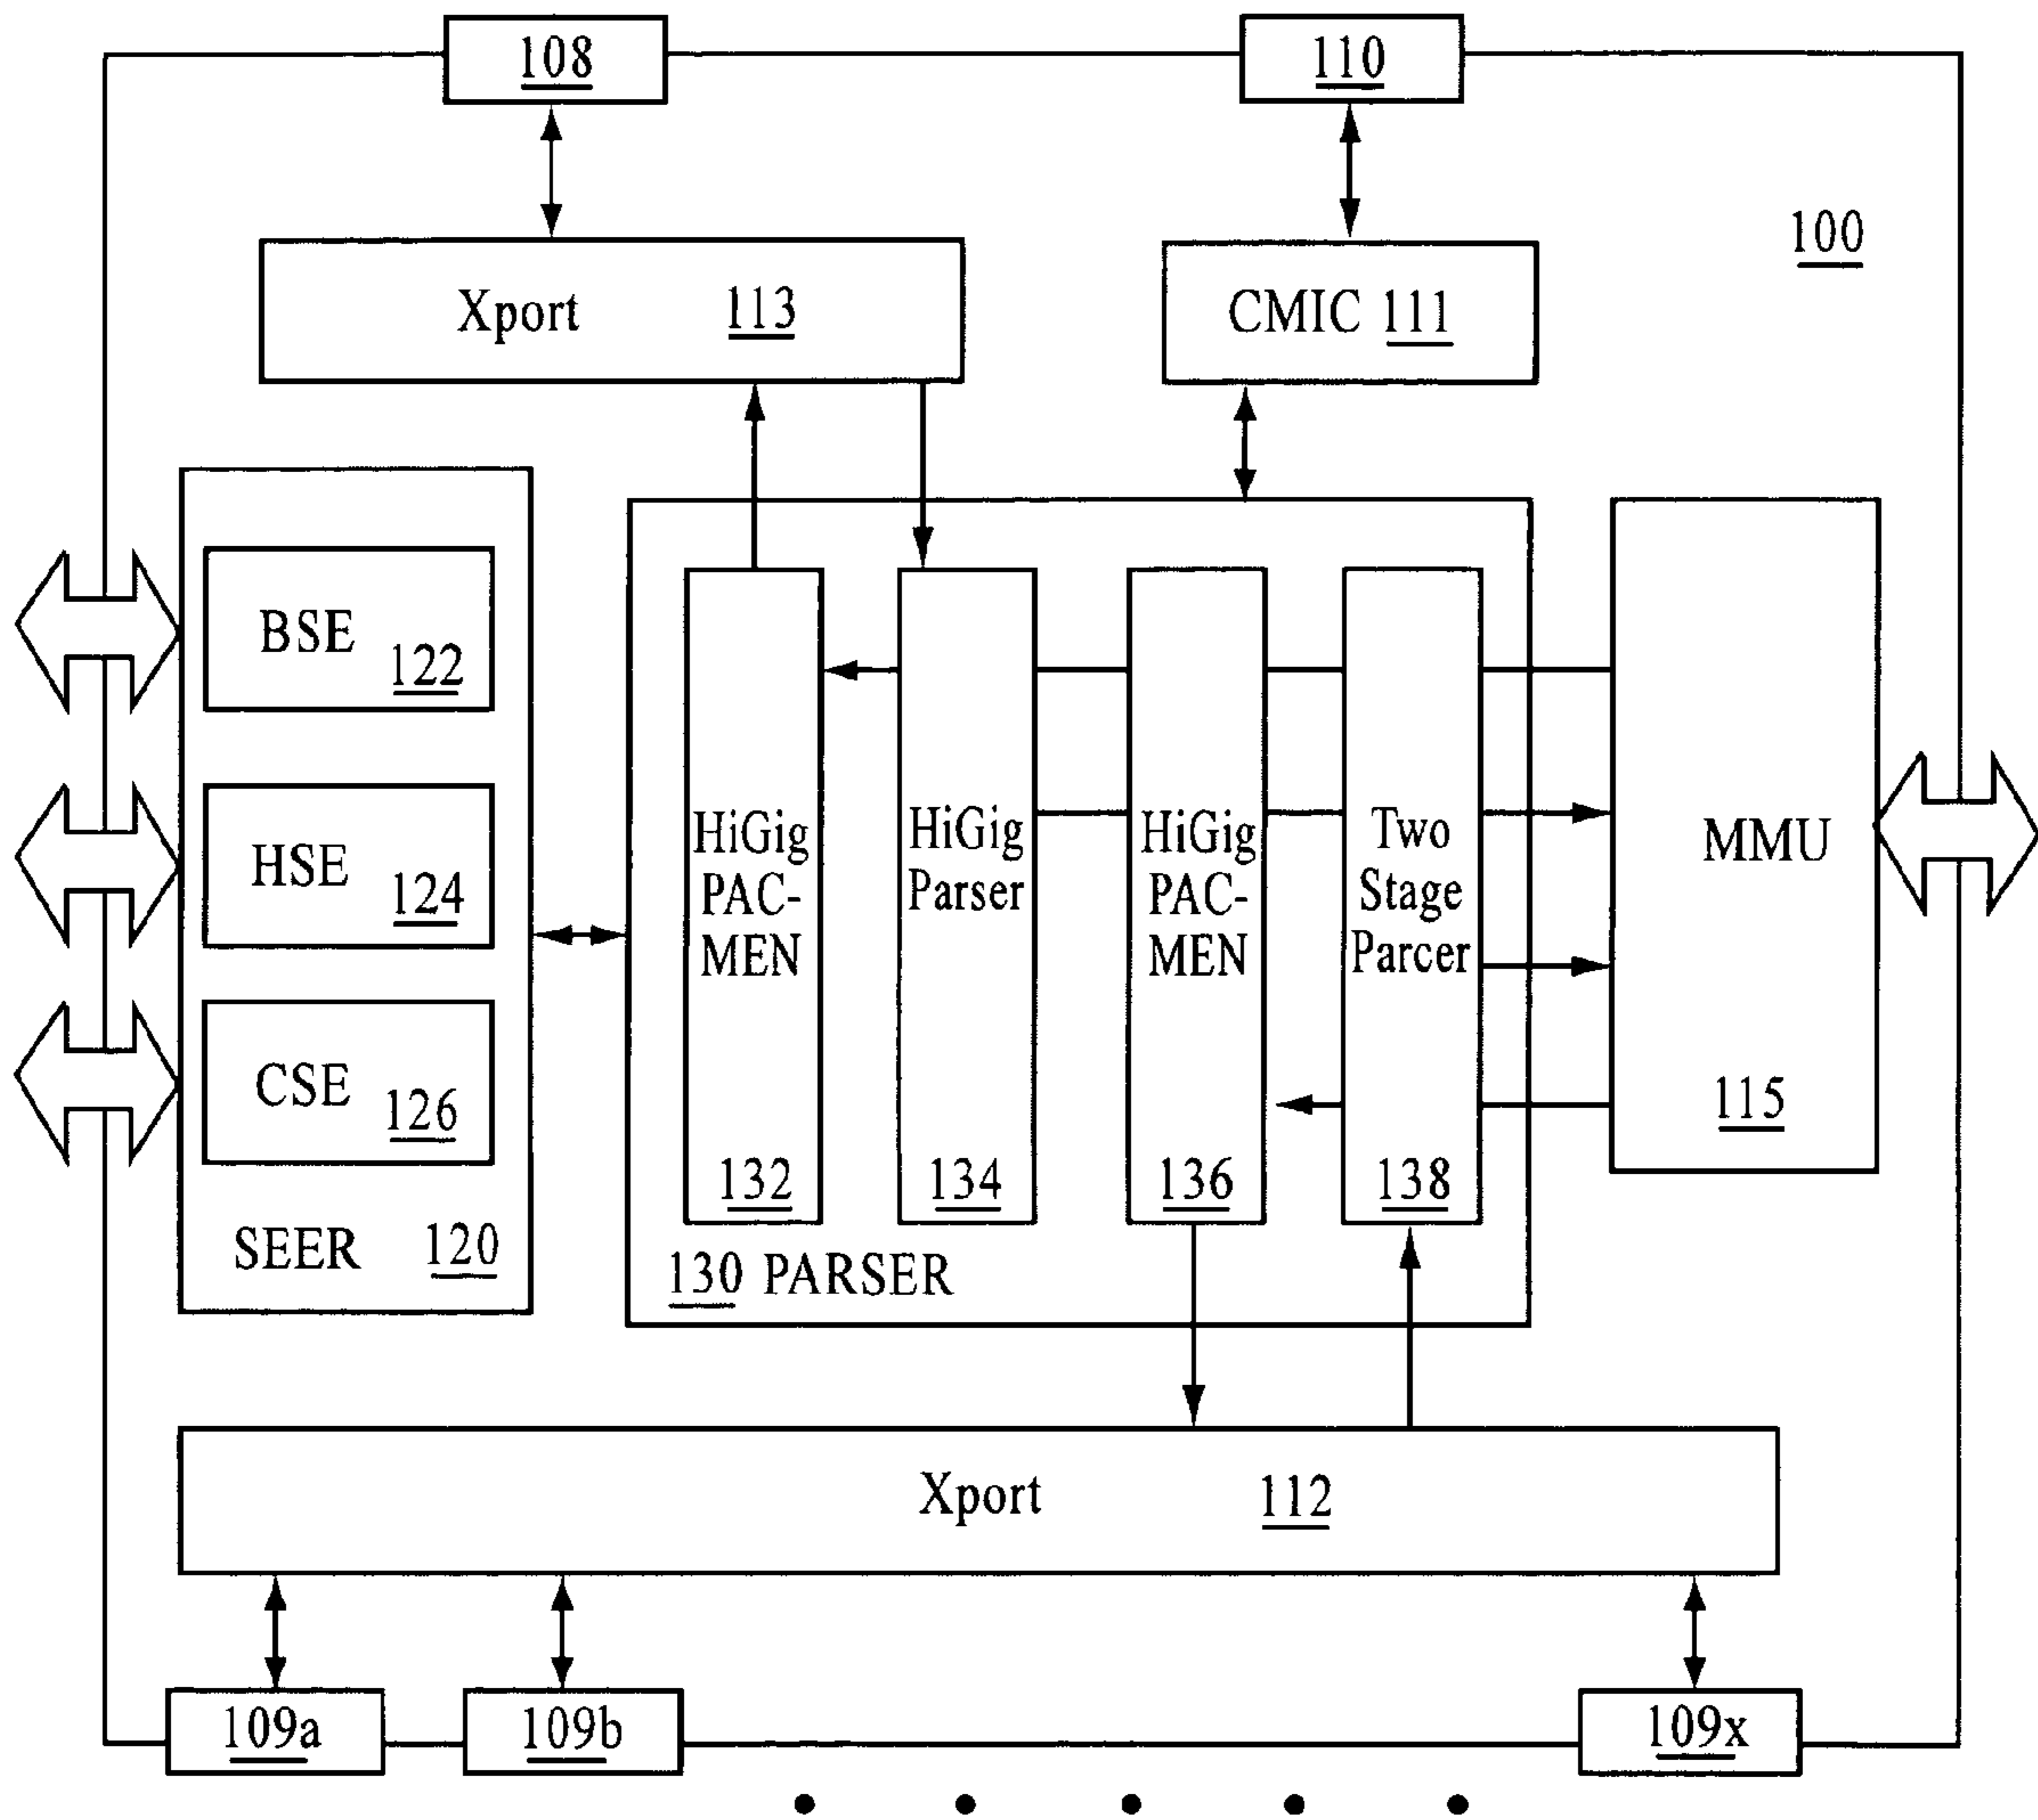 108
110
100
Xport 113
CMIC 111
BSE 122
HSE 124
CSE 126
SEER 120
HiGig
PAC-
MEN
132
HiGig
Parser
134
HiGig
PAC-
MEN
136
Two
Stage
Parcer
138
130 PARSER
MMU
115
Xport 112
109a
109b
109x